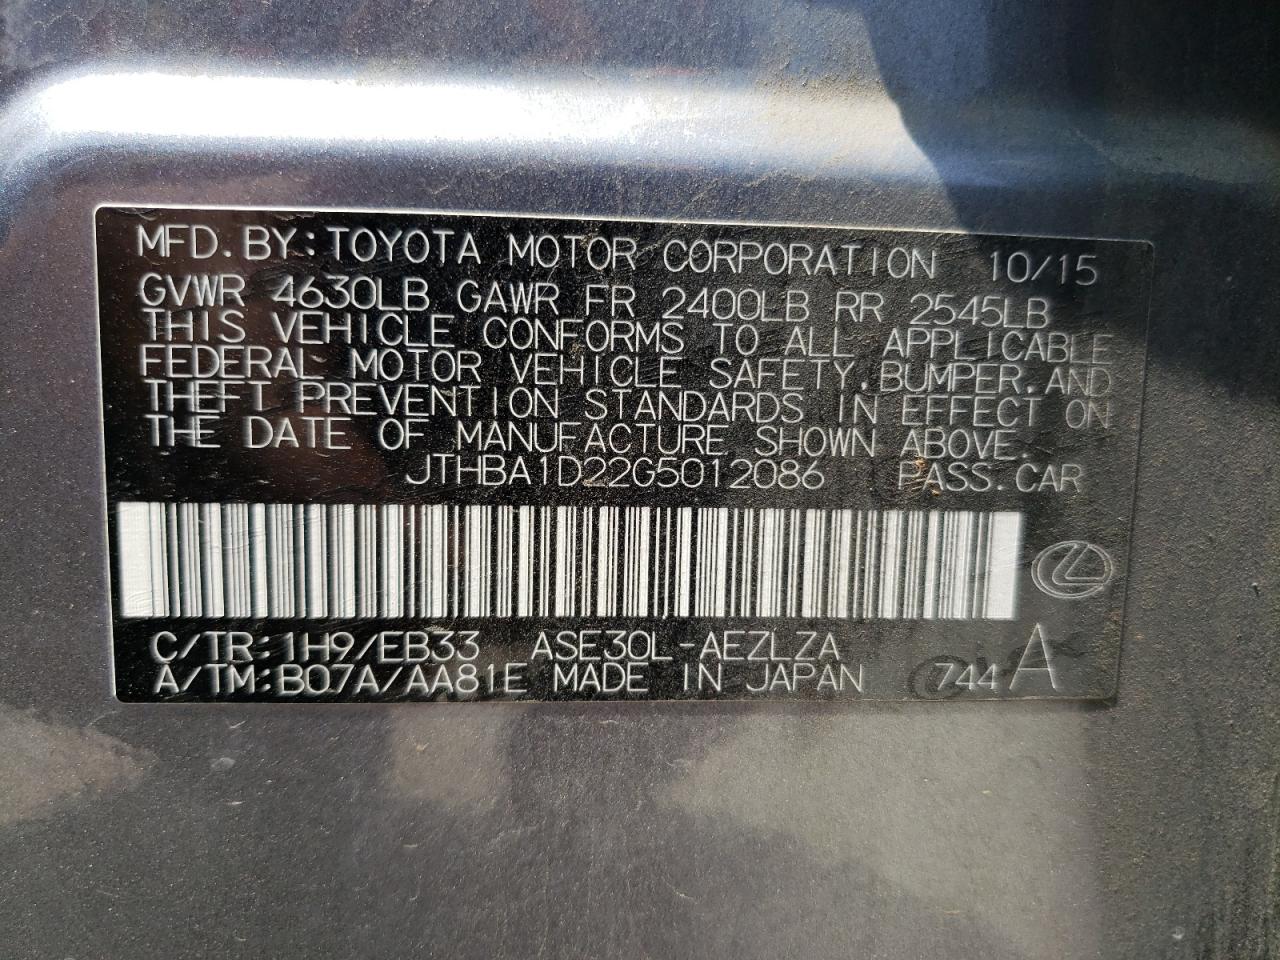 MFD.BY:TOYOTA MOTOR CORPORATION 10/15
GVWR 4630LB GAWR FR 2400LB RR 2545LB
THIS VEHICLE CONFORMS TO ALL APPLICABLE
FEDERAL MOTOR VEHICLE SAFETY,BUMPER,AND
THEFT PREVENTION STANDARDS IN EFFECT ON
THE DATE OF MANUFACTURE SHOWN ABOVE.
JTHBA1D22G5012086 PASS.CAR
C/TR:1H9/EB33 ASE30L-AEZLZA
A/TM:B07A/AA81E MADE IN JAPAN 744 A